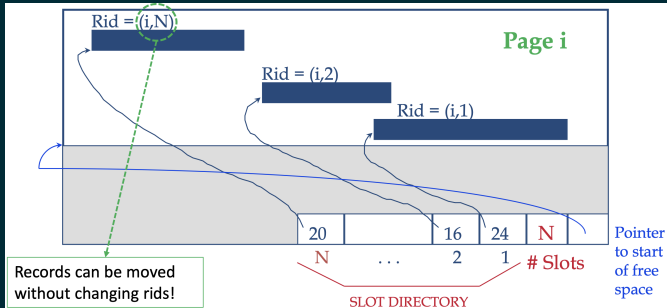 Rid = (i,N)
Page i
Rid = (i,2)
Rid = (i,1)
20 16 24 N
N ... 2 1 # Slots
Pointer
to start
of free
space
Records can be moved
without changing rids!
SLOT DIRECTORY